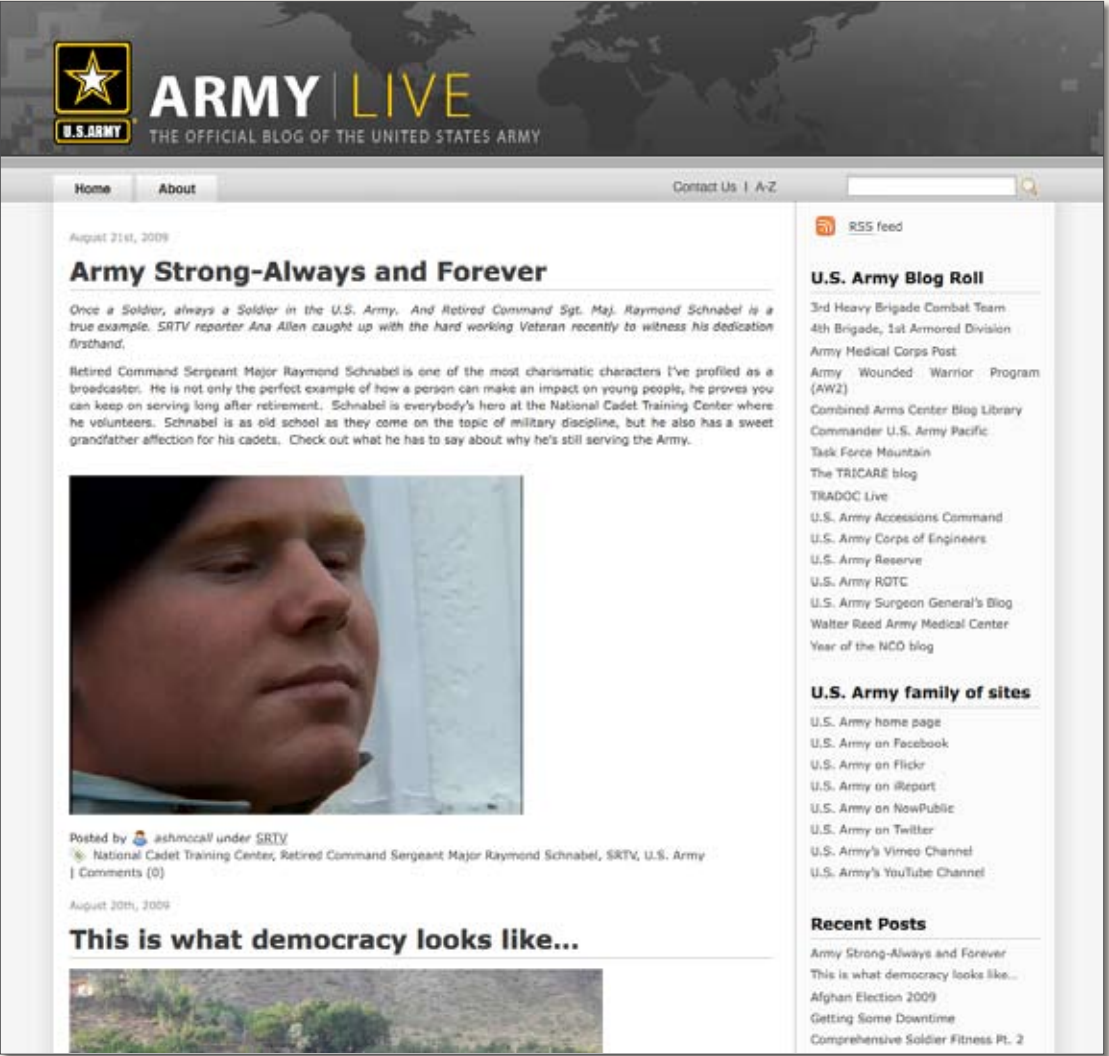 U.S.ARMY
ARMY | LIVE
THE OFFICIAL BLOG OF THE UNITED STATES ARMY
Home About Contact Us | A-Z
August 21st, 2009
Army Strong-Always and Forever
Once a Soldier, always a Soldier in the U.S. Army. And Retired Command Sgt. Maj. Raymond Schnabel is a
true example. SRTV reporter Ana Allen caught up with the hard working Veteran recently to witness his dedication
firsthand.
Retired Command Sergeant Major Raymond Schnabel is one of the most charismatic characters I've profiled as a
broadcaster. He is not only the perfect example of how a person can make an impact on young people, he proves you
can keep on serving long after retirement. Schnabel is everybody's hero at the National Cadet Training Center where
he volunteers. Schnabel is as old school as they come on the topic of military discipline, but he also has a sweet
grandfather affection for his cadets. Check out what he has to say about why he's still serving the Army.
Posted by ashmccall under SRTV
National Cadet Training Center, Retired Command Sergeant Major Raymond Schnabel, SRTV, U.S. Army
| Comments (0)
August 20th, 2009
This is what democracy looks like...
RSS feed
U.S. Army Blog Roll
3rd Heavy Brigade Combat Team
4th Brigade, 1st Armored Division
Army Medical Corps Post
Army Wounded Warrior Program
(AW2)
Combined Arms Center Blog Library
Commander U.S. Army Pacific
Task Force Mountain
The TRICARE blog
TRADOC Live
U.S. Army Accessions Command
U.S. Army Corps of Engineers
U.S. Army Reserve
U.S. Army ROTC
U.S. Army Surgeon General's Blog
Walter Reed Army Medical Center
Year of the NCO blog
U.S. Army family of sites
U.S. Army home page
U.S. Army on Facebook
U.S. Army on Flickr
U.S. Army on iReport
U.S. Army on NowPublic
U.S. Army on Twitter
U.S. Army's Vimeo Channel
U.S. Army's YouTube Channel
Recent Posts
Army Strong-Always and Forever
This is what democracy looks like...
Afghan Election 2009
Getting Some Downtime
Comprehensive Soldier Fitness Pt. 2